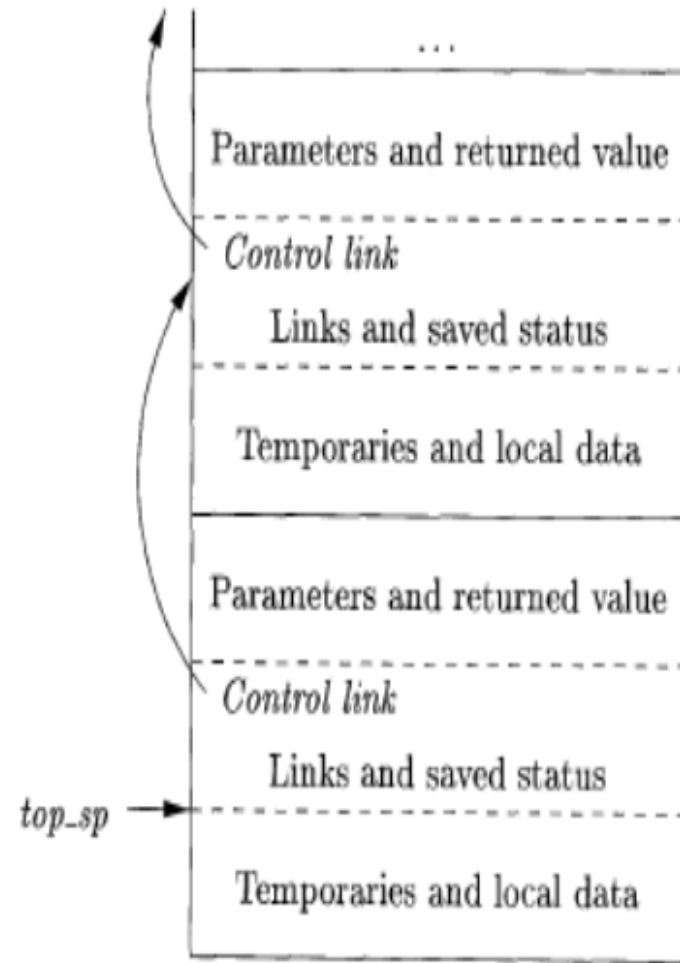 ...
Parameters and returned value
Control link
Links and saved status
Temporaries and local data
Parameters and returned value
Control link
Links and saved status
top_sp
Temporaries and local data